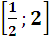 [1/2 ; 2]